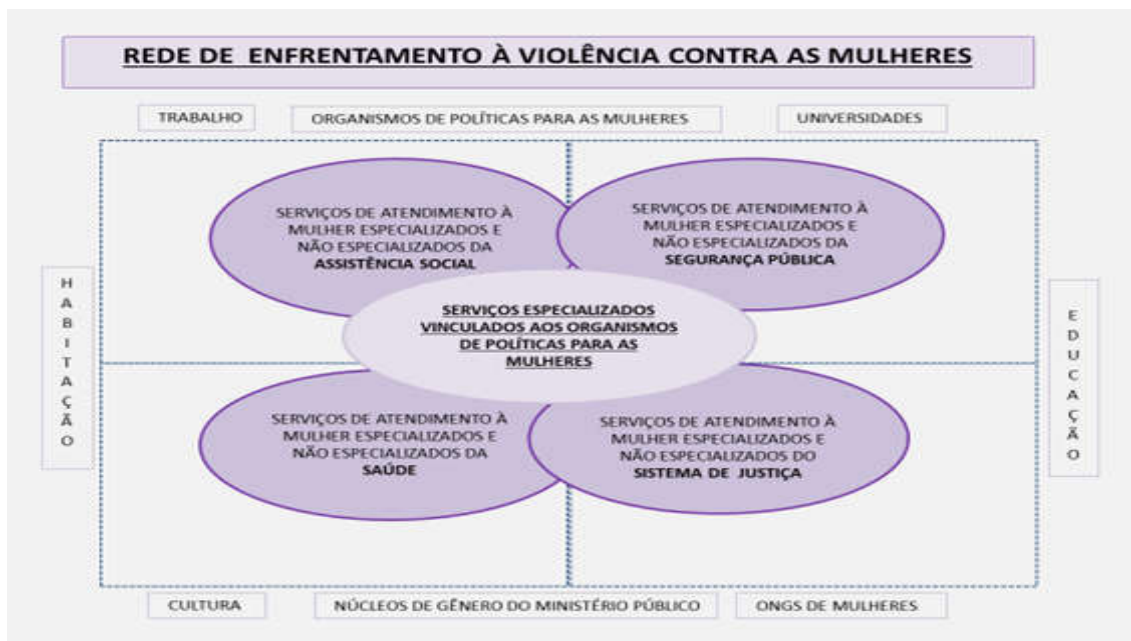 REDE DE ENFRENTAMENTO À VIOLÊNCIA CONTRA AS MULHERES
TRABALHO
ORGANISMOS DE POLÍTICAS PARA AS MULHERES
UNIVERSIDADES
SERVIÇOS DE ATENDIMENTO À
MULHER ESPECIALIZADOS E
NÃO ESPECIALIZADOS DA
ASSISTÊNCIA SOCIAL
SERVIÇOS DE ATENDIMENTO À
MULHER ESPECIALIZADOS E
NÃO ESPECIALIZADOS DA
SEGURANÇA PÚBLICA
HABITAÇÃO
SERVIÇOS ESPECIALIZADOS
VINCULADOS AOS ORGANISMOS
DE POLÍTICAS PARA AS
MULHERES
EDUCAÇÃO
SERVIÇOS DE ATENDIMENTO À
MULHER ESPECIALIZADOS E
NÃO ESPECIALIZADOS DA
SAÚDE
SERVIÇOS DE ATENDIMENTO À
MULHER ESPECIALIZADOS E
NÃO ESPECIALIZADOS DO
SISTEMA DE JUSTIÇA
CULTURA
NÚCLEOS DE GÊNERO DO MINISTÉRIO PÚBLICO
ONGS DE MULHERES